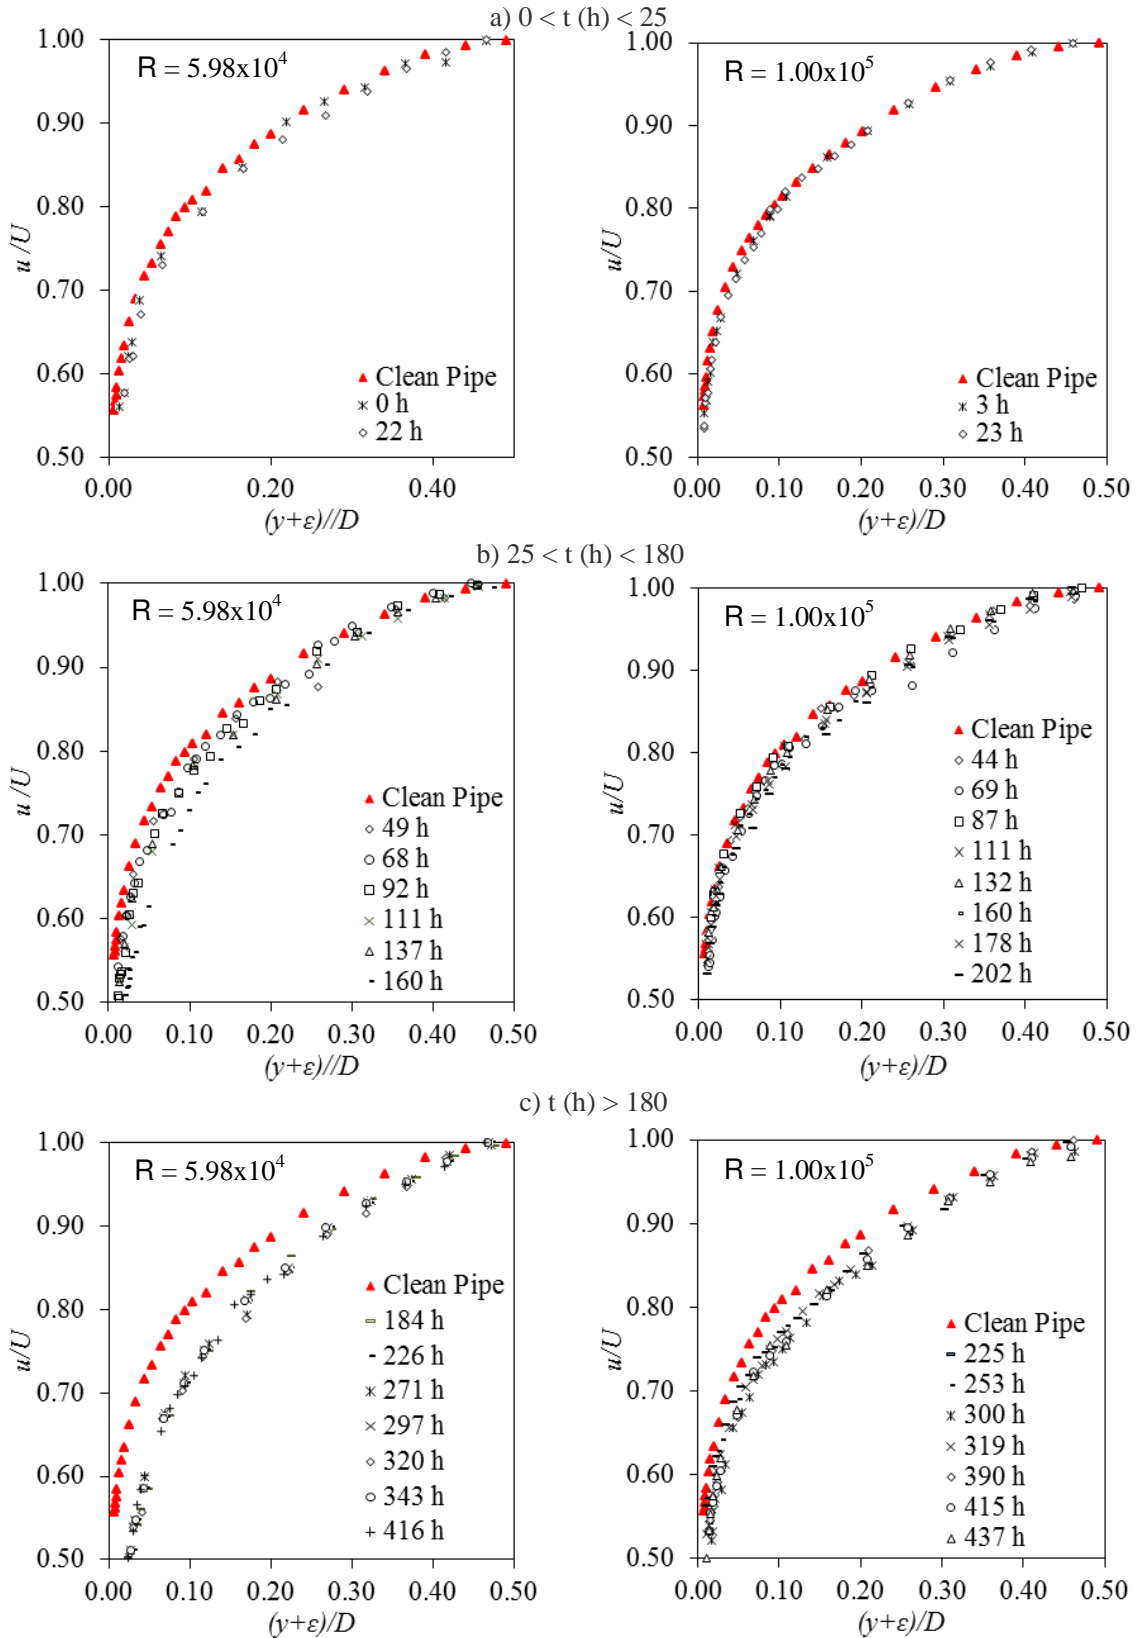 a) 0 < t (h) < 25
R = 5.98x10⁴
1.00
0.90
0.80
0.70
0.60
0.50
u /U
Clean Pipe
0 h
22 h
0.00
0.20
0.40
(y+ε)//D
R = 1.00x10⁵
1.00
0.90
0.80
0.70
0.60
0.50
u/U
Clean Pipe
3 h
23 h
0.00
0.10
0.20
0.30
0.40
0.50
(y+ε)/D
b) 25 < t (h) < 180
R = 5.98x10⁴
1.00
0.90
0.80
0.70
0.60
0.50
u /U
Clean Pipe
49 h
68 h
92 h
111 h
137 h
160 h
0.00
0.10
0.20
0.30
0.40
0.50
(y+ε)//D
R = 1.00x10⁵
1.00
0.90
0.80
0.70
0.60
0.50
u/U
Clean Pipe
44 h
69 h
87 h
111 h
132 h
160 h
178 h
202 h
0.00
0.10
0.20
0.30
0.40
0.50
(y+ε)/D
c) t (h) > 180
R = 5.98x10⁴
1.00
0.90
0.80
0.70
0.60
0.50
u/U
Clean Pipe
184 h
226 h
271 h
297 h
320 h
343 h
416 h
0.00
0.10
0.20
0.30
0.40
0.50
(y+ε)/D
R = 1.00x10⁵
1.00
0.90
0.80
0.70
0.60
0.50
u/U
Clean Pipe
225 h
253 h
300 h
319 h
390 h
415 h
437 h
0.00
0.10
0.20
0.30
0.40
0.50
(y+ε)/D